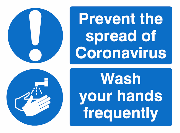 Prevent the
spread of
Coronavirus
Wash
your hands
frequently